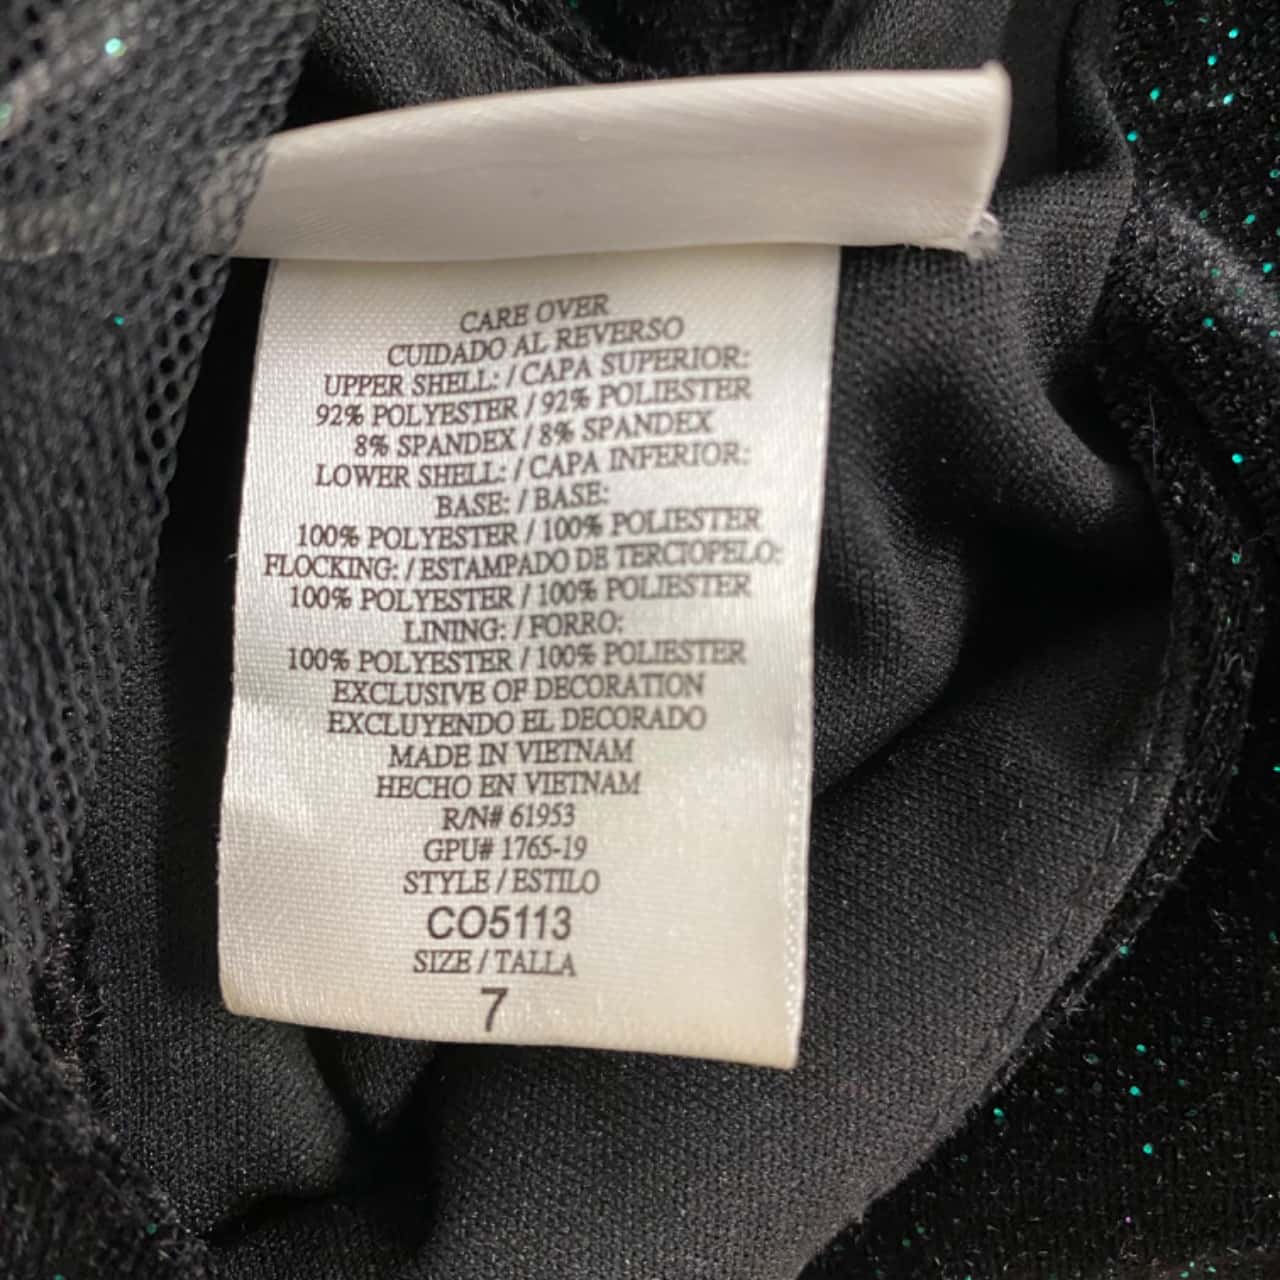 CARE OVER
CUIDADO AL REVERSO
UPPER SHELL: / CAPA SUPERIOR:
92% POLYESTER / 92% POLIESTER
8% SPANDEX / 8% SPANDEX
LOWER SHELL: / CAPA INFERIOR:
BASE: / BASE:
100% POLYESTER / 100% POLIESTER
FLOCKING: / ESTAMPADO DE TERCIOPELO:
100% POLYESTER / 100% POLIESTER
LINING: / FORRO:
100% POLYESTER / 100% POLIESTER
EXCLUSIVE OF DECORATION
EXCLUYENDO EL DECORADO
MADE IN VIETNAM
HECHO EN VIETNAM
R/N# 61953
GPU# 1765-19
STYLE / ESTILO
CO5113
SIZE / TALLA
7